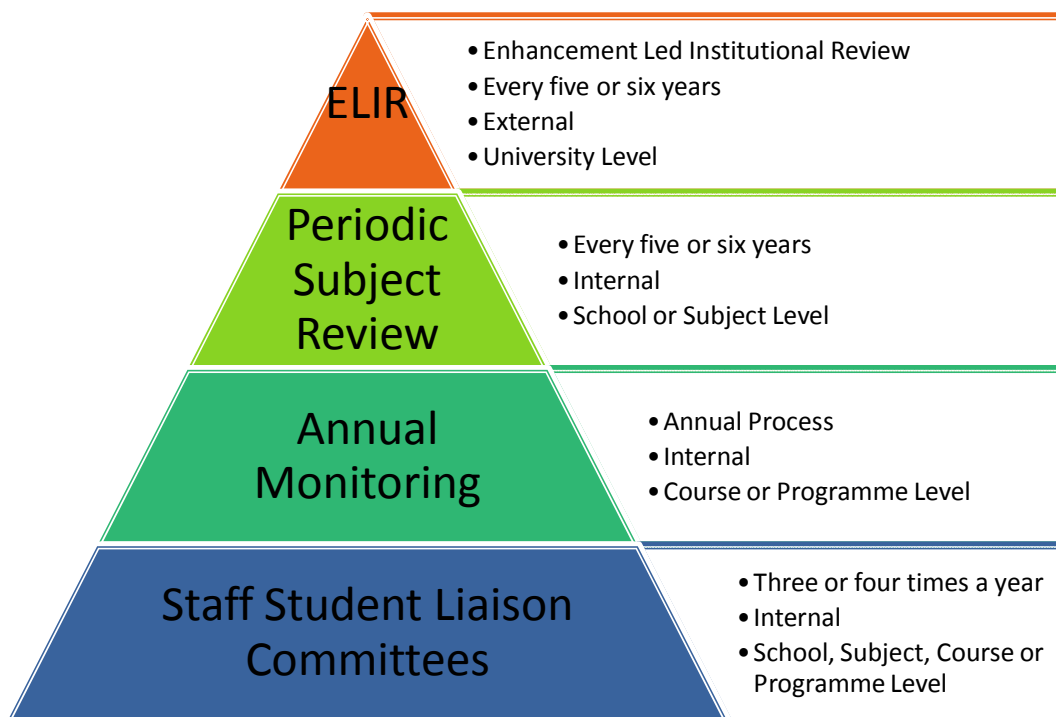 ELIR
• Enhancement Led Institutional Review
• Every five or six years
• External
• University Level
Periodic
Subject
Review
• Every five or six years
• Internal
• School or Subject Level
Annual
Monitoring
• Annual Process
• Internal
• Course or Programme Level
Staff Student Liaison
Committees
• Three or four times a year
• Internal
• School, Subject, Course or
Programme Level